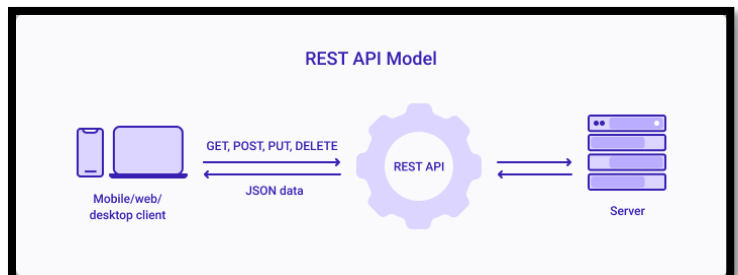 REST API Model
GET, POST, PUT, DELETE
REST API
JSON data
Mobile/web/
desktop client
Server